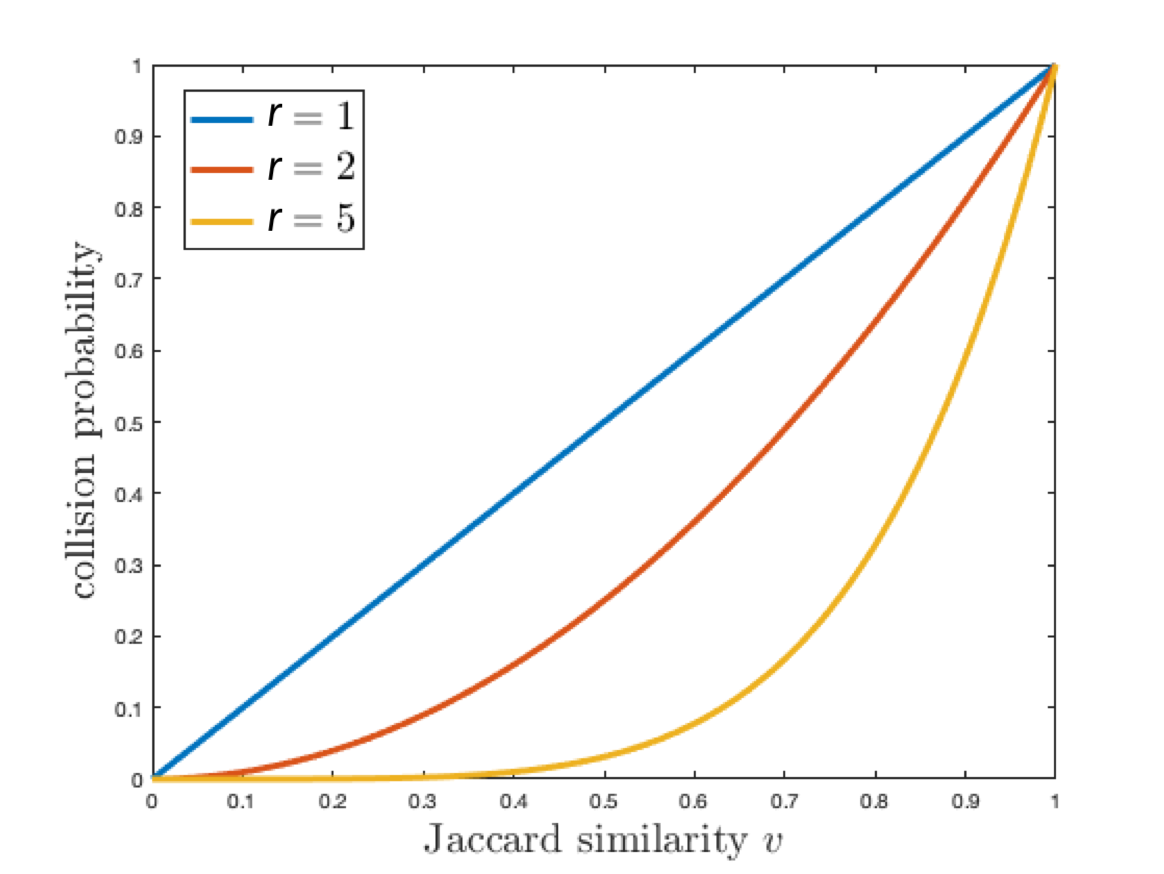 r = 1
r = 2
r = 5
collision probability
1
0.9
0.8
0.7
0.6
0.5
0.4
0.3
0.2
0.1
0
0 0.1 0.2 0.3 0.4 0.5 0.6 0.7 0.8 0.9 1
Jaccard similarity v